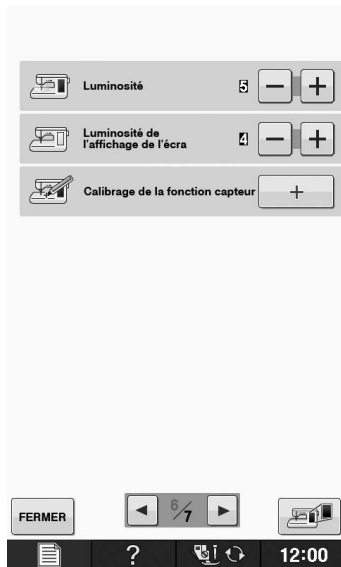 Luminosité 5 − +
Luminosité de
l'affichage de l'écra 4 − +
Calibrage de la fonction capteur +
FERMER 6/7
? 12:00